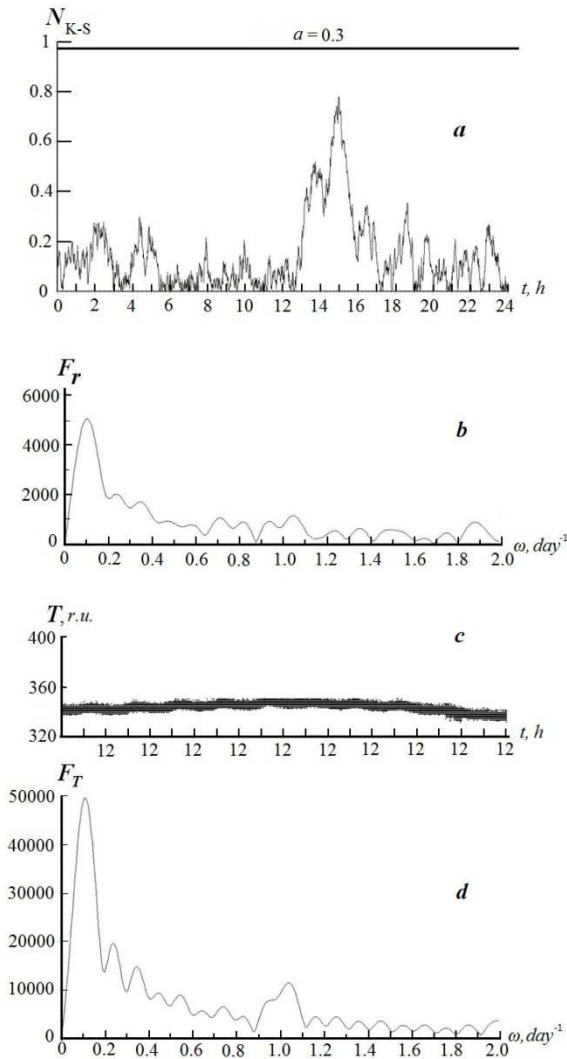 N K-S
a = 0.3
1
0.8
0.6
0.4
0.2
0
a
0 2 4 6 8 10 12 14 16 18 20 22 24
t, h
F r
6000
4000
2000
0
b
0 0.2 0.4 0.6 0.8 1.0 1.2 1.4 1.6 1.8 2.0
ω, day⁻¹
T, r.u.
400
360
320
c
12 12 12 12 12 12 12 12 12 12
t, h
F T
50000
40000
30000
20000
10000
0
d
0 0.2 0.4 0.6 0.8 1.0 1.2 1.4 1.6 1.8 2.0
ω, day⁻¹